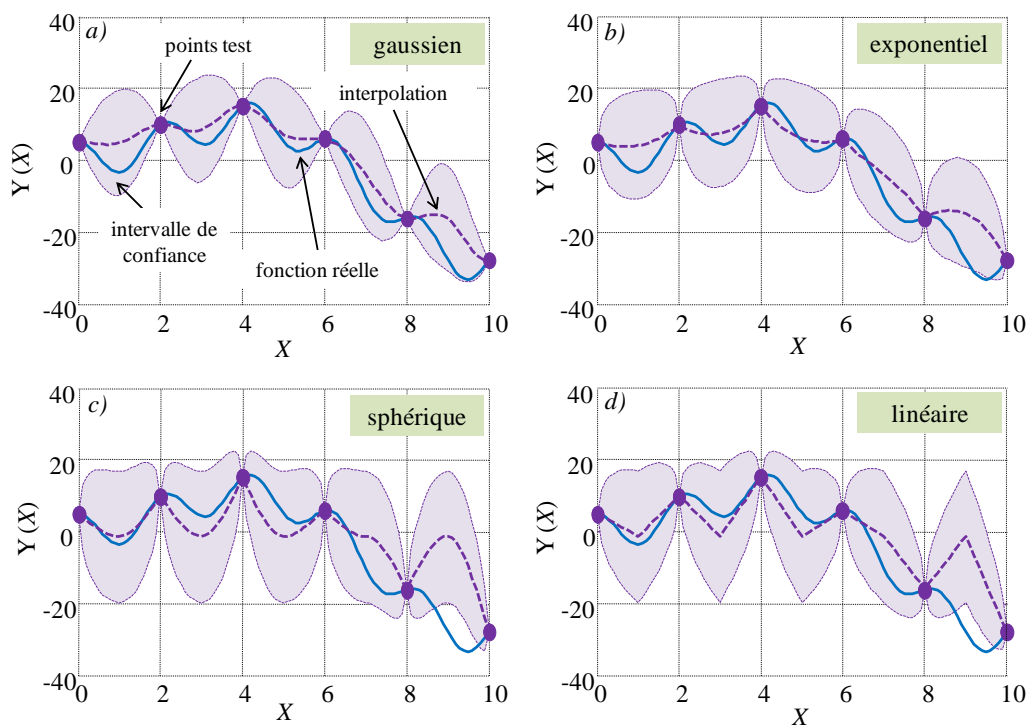 a)
gaussien
points test
interpolation
intervalle de
confiance
fonction réelle
Y (X)
40
20
0
-20
-40
0 2 4 6 8 10
X
b)
exponentiel
Y (X)
40
20
0
-20
-40
0 2 4 6 8 10
X
c)
sphérique
Y (X)
40
20
0
-20
-40
0 2 4 6 8 10
X
d)
linéaire
Y (X)
40
20
0
-20
-40
0 2 4 6 8 10
X